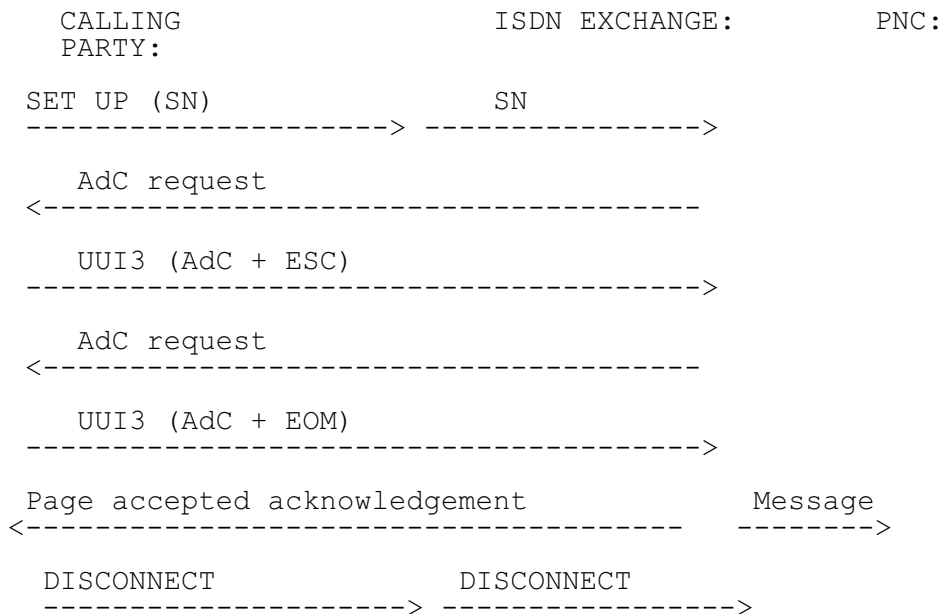 CALLING ISDN EXCHANGE: PNC:
PARTY:
SET UP (SN) SN
---------------------> ---------------->
AdC request
<--------------------------------------
UUI3 (AdC + ESC)
--------------------------------------->
AdC request
<--------------------------------------
UUI3 (AdC + EOM)
--------------------------------------->
Page accepted acknowledgement Message
<-------------------------------------- -------->
DISCONNECT DISCONNECT
---------------------> ----------------->